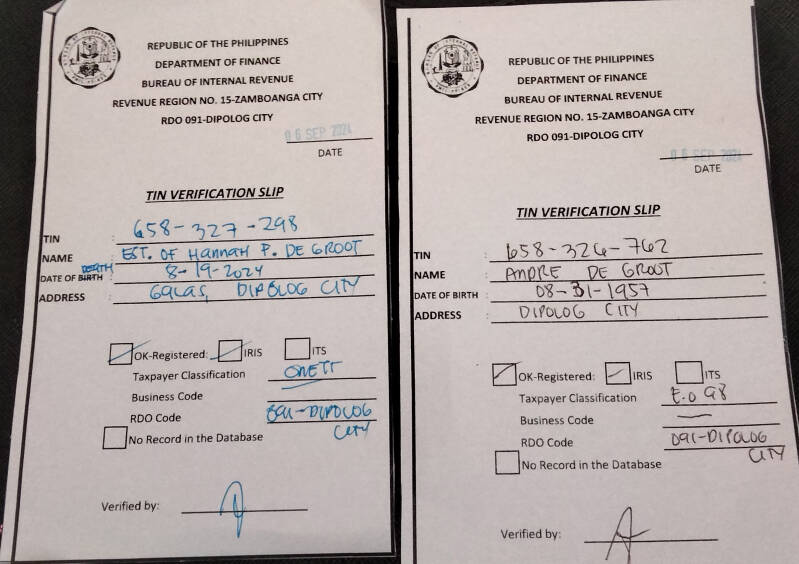 REPUBLIC OF THE PHILIPPINES
DEPARTMENT OF FINANCE
BUREAU OF INTERNAL REVENUE
REVENUE REGION NO. 15-ZAMBOANGA CITY
RDO 091-DIPOLOG CITY
06 SEP 2024
DATE
TIN VERIFICATION SLIP
TIN : 658-327-298
NAME : EST. OF HANNAH P. DE GROOT
DEATH
DATE OF BIRTH : 8-19-2024
ADDRESS : GALAS, DIPOLOG CITY
OK-Registered: IRIS ITS
Taxpayer Classification ONETT
Business Code
RDO Code 091-DIPOLOG
CITY
No Record in the Database
Verified by:
REPUBLIC OF THE PHILIPPINES
DEPARTMENT OF FINANCE
BUREAU OF INTERNAL REVENUE
REVENUE REGION NO. 15-ZAMBOANGA CITY
RDO 091-DIPOLOG CITY
06 SEP 2024
DATE
TIN VERIFICATION SLIP
TIN : 658-326-762
NAME : ANDRE DE GROOT
DATE OF BIRTH : 08-31-1957
ADDRESS : DIPOLOG CITY
OK-Registered: IRIS ITS
Taxpayer Classification E.O 98
Business Code —
RDO Code 091-DIPOLOG
CITY
No Record in the Database
Verified by: